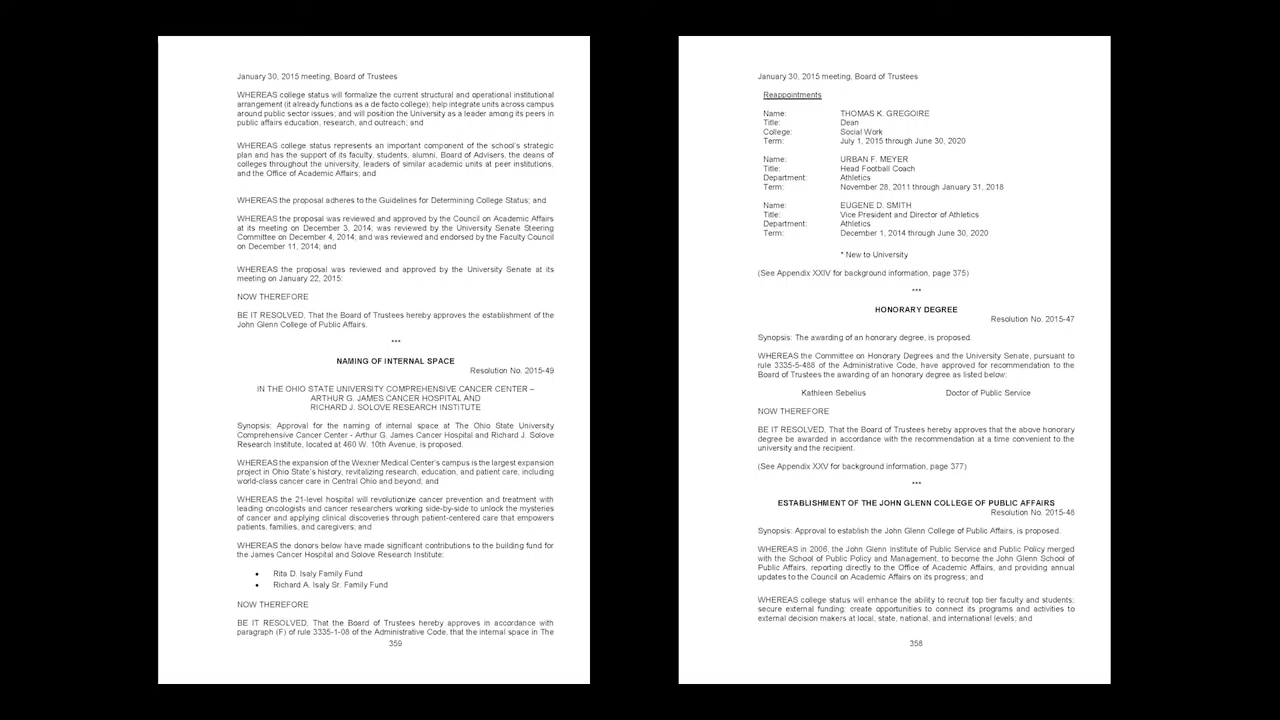 January 30, 2015 meeting, Board of Trustees
WHEREAS college status will formalize the current structural and operational institutional
arrangement (it already functions as a de facto college); help integrate units across campus
around public sector issues; and will position the University as a leader among its peers in
public affairs education, research, and outreach; and
WHEREAS college status represents an important component of the school's strategic
plan and has the support of its faculty, students, alumni, Board of Advisers, the deans of
colleges throughout the university, leaders of similar academic units at peer institutions,
and the Office of Academic Affairs; and
WHEREAS the proposal adheres to the Guidelines for Determining College Status; and
WHEREAS the proposal was reviewed and approved by the Council on Academic Affairs
at its meeting on December 3, 2014; was reviewed by the University Senate Steering
Committee on December 4, 2014; and was reviewed and endorsed by the Faculty Council
on December 11, 2014; and
WHEREAS the proposal was reviewed and approved by the University Senate at its
meeting on January 22, 2015:
NOW THEREFORE
BE IT RESOLVED, That the Board of Trustees hereby approves the establishment of the
John Glenn College of Public Affairs.
***
NAMING OF INTERNAL SPACE
Resolution No. 2015-49
IN THE OHIO STATE UNIVERSITY COMPREHENSIVE CANCER CENTER –
ARTHUR G. JAMES CANCER HOSPITAL AND
RICHARD J. SOLOVE RESEARCH INSTITUTE
Synopsis: Approval for the naming of internal space at The Ohio State University
Comprehensive Cancer Center - Arthur G. James Cancer Hospital and Richard J. Solove
Research Institute, located at 460 W. 10th Avenue, is proposed.
WHEREAS the expansion of the Wexner Medical Center's campus is the largest expansion
project in Ohio State's history, revitalizing research, education, and patient care, including
world-class cancer care in Central Ohio and beyond; and
WHEREAS the 21-level hospital will revolutionize cancer prevention and treatment with
leading oncologists and cancer researchers working side-by-side to unlock the mysteries
of cancer and applying clinical discoveries through patient-centered care that empowers
patients, families, and caregivers; and
WHEREAS the donors below have made significant contributions to the building fund for
the James Cancer Hospital and Solove Research Institute:
• Rita D. Isaly Family Fund
• Richard A. Isaly Sr. Family Fund
NOW THEREFORE
BE IT RESOLVED, That the Board of Trustees hereby approves in accordance with
paragraph (F) of rule 3335-1-08 of the Administrative Code, that the internal space in The
359
January 30, 2015 meeting, Board of Trustees
Reappointments
Name: THOMAS K. GREGOIRE
Title: Dean
College: Social Work
Term: July 1, 2015 through June 30, 2020
Name: URBAN F. MEYER
Title: Head Football Coach
Department: Athletics
Term: November 28, 2011 through January 31, 2018
Name: EUGENE D. SMITH
Title: Vice President and Director of Athletics
Department: Athletics
Term: December 1, 2014 through June 30, 2020
* New to University
(See Appendix XXIV for background information, page 375)
***
HONORARY DEGREE
Resolution No. 2015-47
Synopsis: The awarding of an honorary degree, is proposed.
WHEREAS the Committee on Honorary Degrees and the University Senate, pursuant to
rule 3335-5-488 of the Administrative Code, have approved for recommendation to the
Board of Trustees the awarding of an honorary degree as listed below:
Kathleen Sebelius Doctor of Public Service
NOW THEREFORE
BE IT RESOLVED, That the Board of Trustees hereby approves that the above honorary
degree be awarded in accordance with the recommendation at a time convenient to the
university and the recipient.
(See Appendix XXV for background information, page 377)
***
ESTABLISHMENT OF THE JOHN GLENN COLLEGE OF PUBLIC AFFAIRS
Resolution No. 2015-48
Synopsis: Approval to establish the John Glenn College of Public Affairs, is proposed.
WHEREAS in 2006, the John Glenn Institute of Public Service and Public Policy merged
with the School of Public Policy and Management, to become the John Glenn School of
Public Affairs, reporting directly to the Office of Academic Affairs, and providing annual
updates to the Council on Academic Affairs on its progress; and
WHEREAS college status will enhance the ability to recruit top tier faculty and students;
secure external funding; create opportunities to connect its programs and activities to
external decision makers at local, state, national, and international levels; and
358